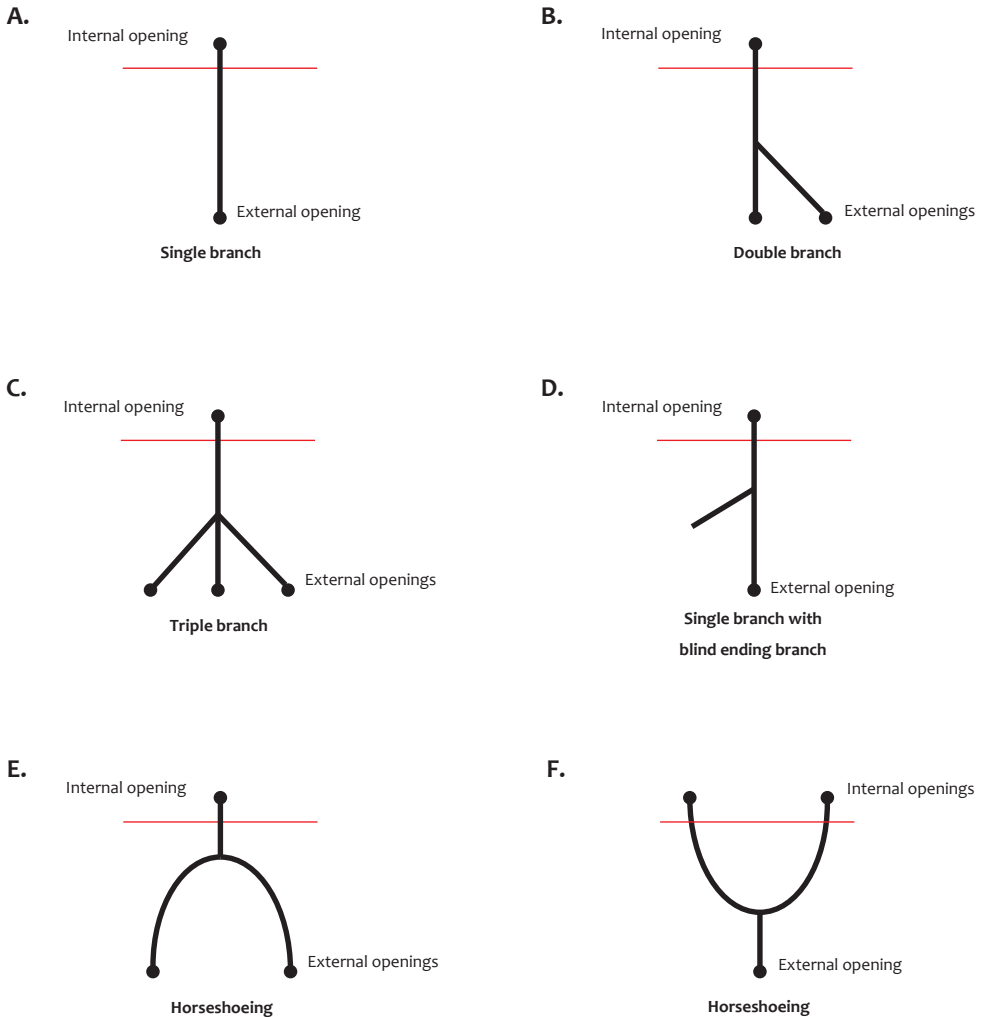 A.
Internal opening
External opening
Single branch
B.
Internal opening
External openings
Double branch
C.
Internal opening
External openings
Triple branch
D.
Internal opening
External opening
Single branch with
blind ending branch
E.
Internal opening
External openings
Horseshoeing
F.
Internal openings
External opening
Horseshoeing